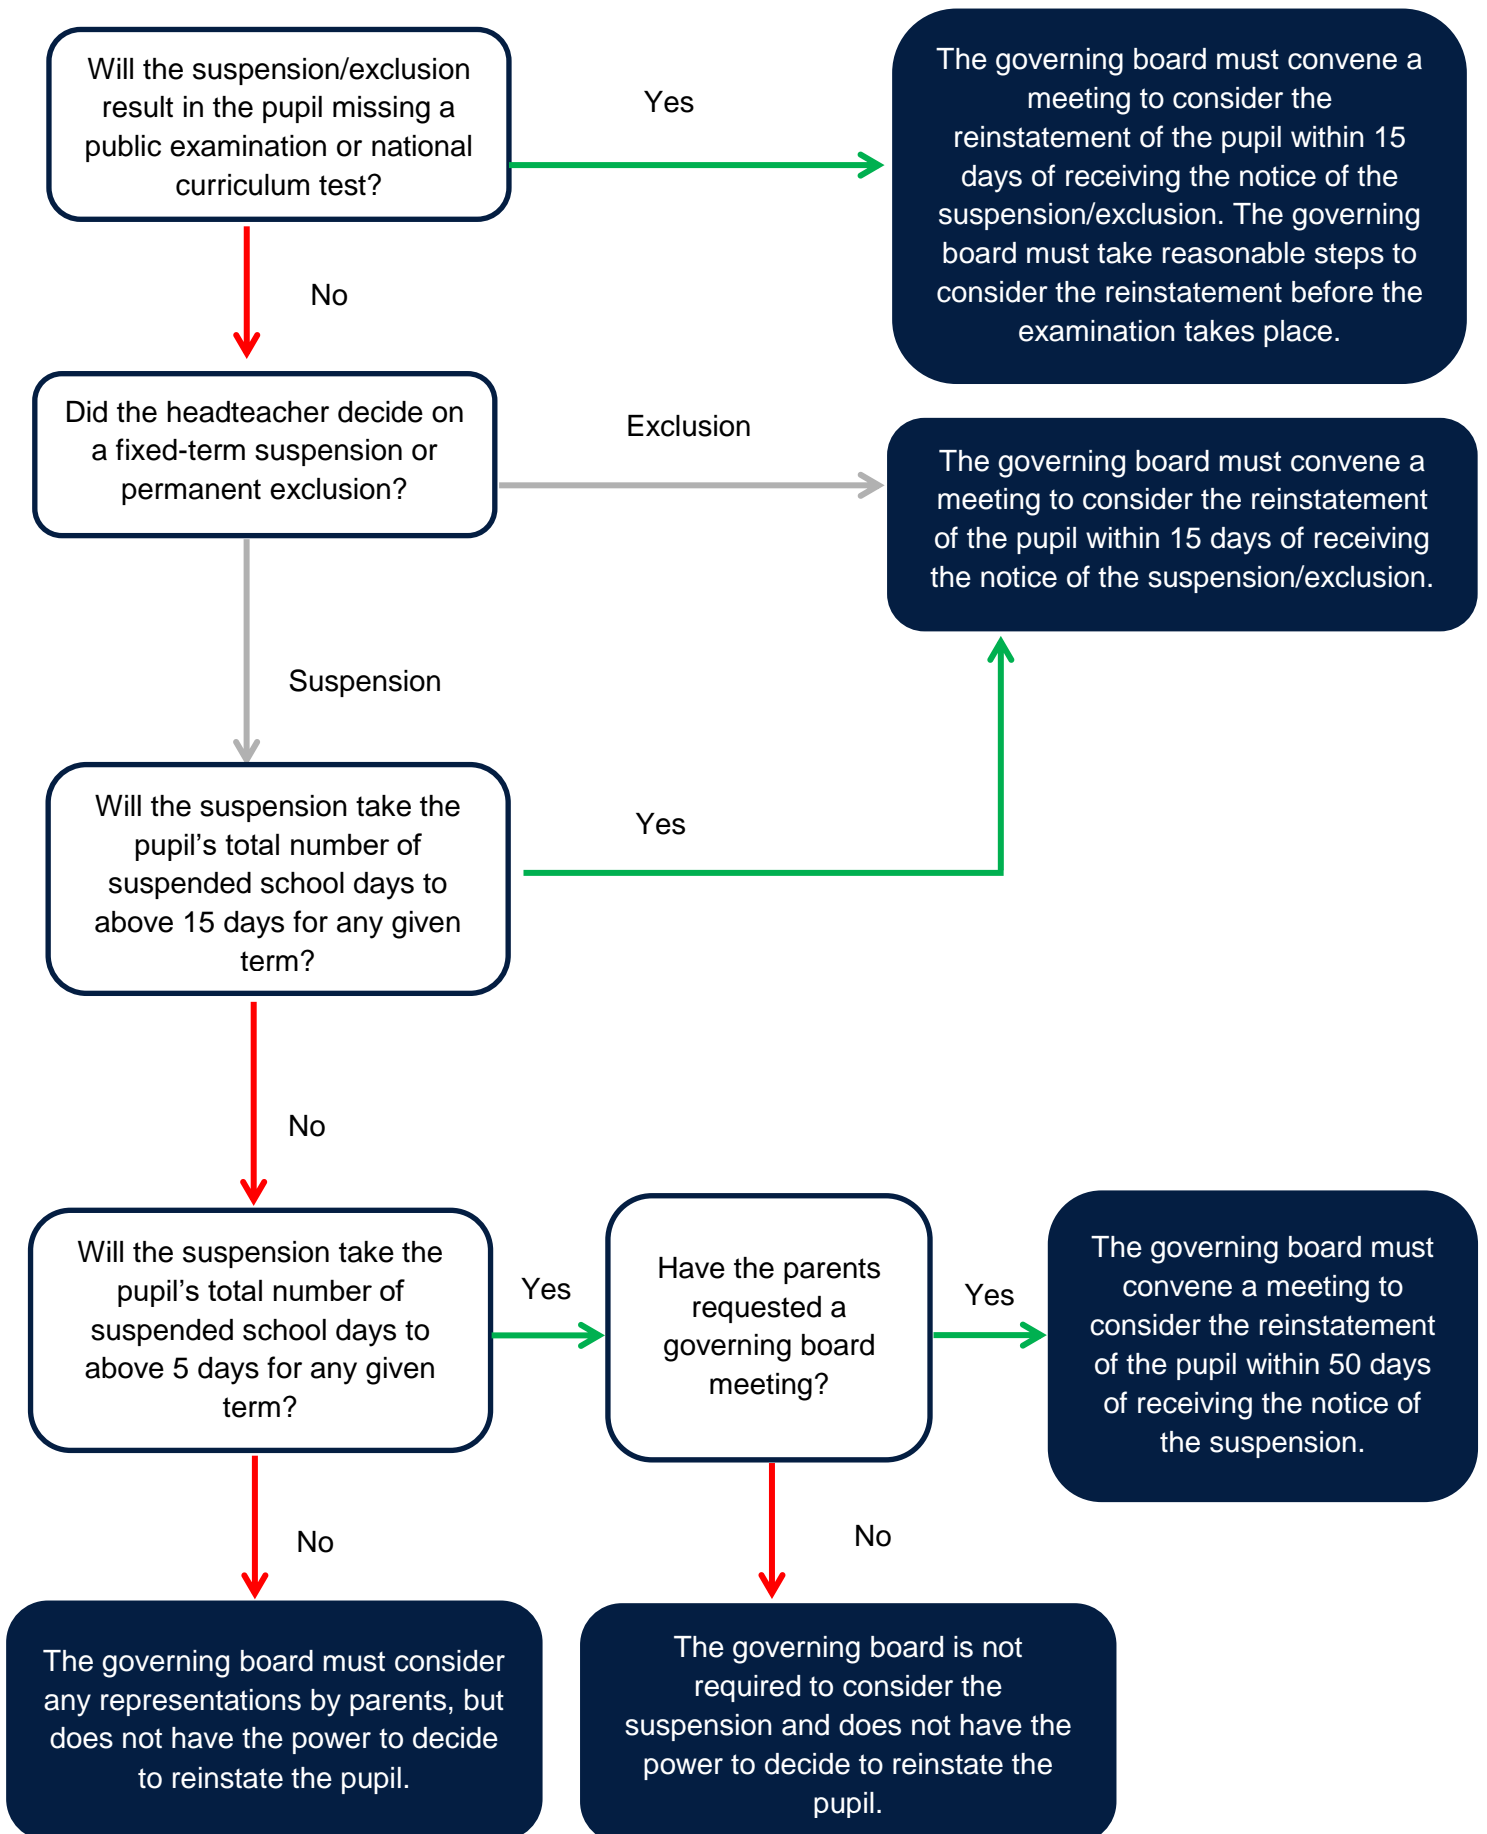 Will the suspension/exclusion
result in the pupil missing a
public examination or national
curriculum test?
Yes
The governing board must convene a
meeting to consider the
reinstatement of the pupil within 15
days of receiving the notice of the
suspension/exclusion. The governing
board must take reasonable steps to
consider the reinstatement before the
examination takes place.
No
Did the headteacher decide on
a fixed-term suspension or
permanent exclusion?
Exclusion
The governing board must convene a
meeting to consider the reinstatement
of the pupil within 15 days of receiving
the notice of the suspension/exclusion.
Suspension
Will the suspension take the
pupil’s total number of
suspended school days to
above 15 days for any given
term?
Yes
No
Will the suspension take the
pupil’s total number of
suspended school days to
above 5 days for any given
term?
Yes
Have the parents
requested a
governing board
meeting?
Yes
The governing board must
convene a meeting to
consider the reinstatement
of the pupil within 50 days
of receiving the notice of
the suspension.
No
No
The governing board must consider
any representations by parents, but
does not have the power to decide
to reinstate the pupil.
The governing board is not
required to consider the
suspension and does not have the
power to decide to reinstate the
pupil.